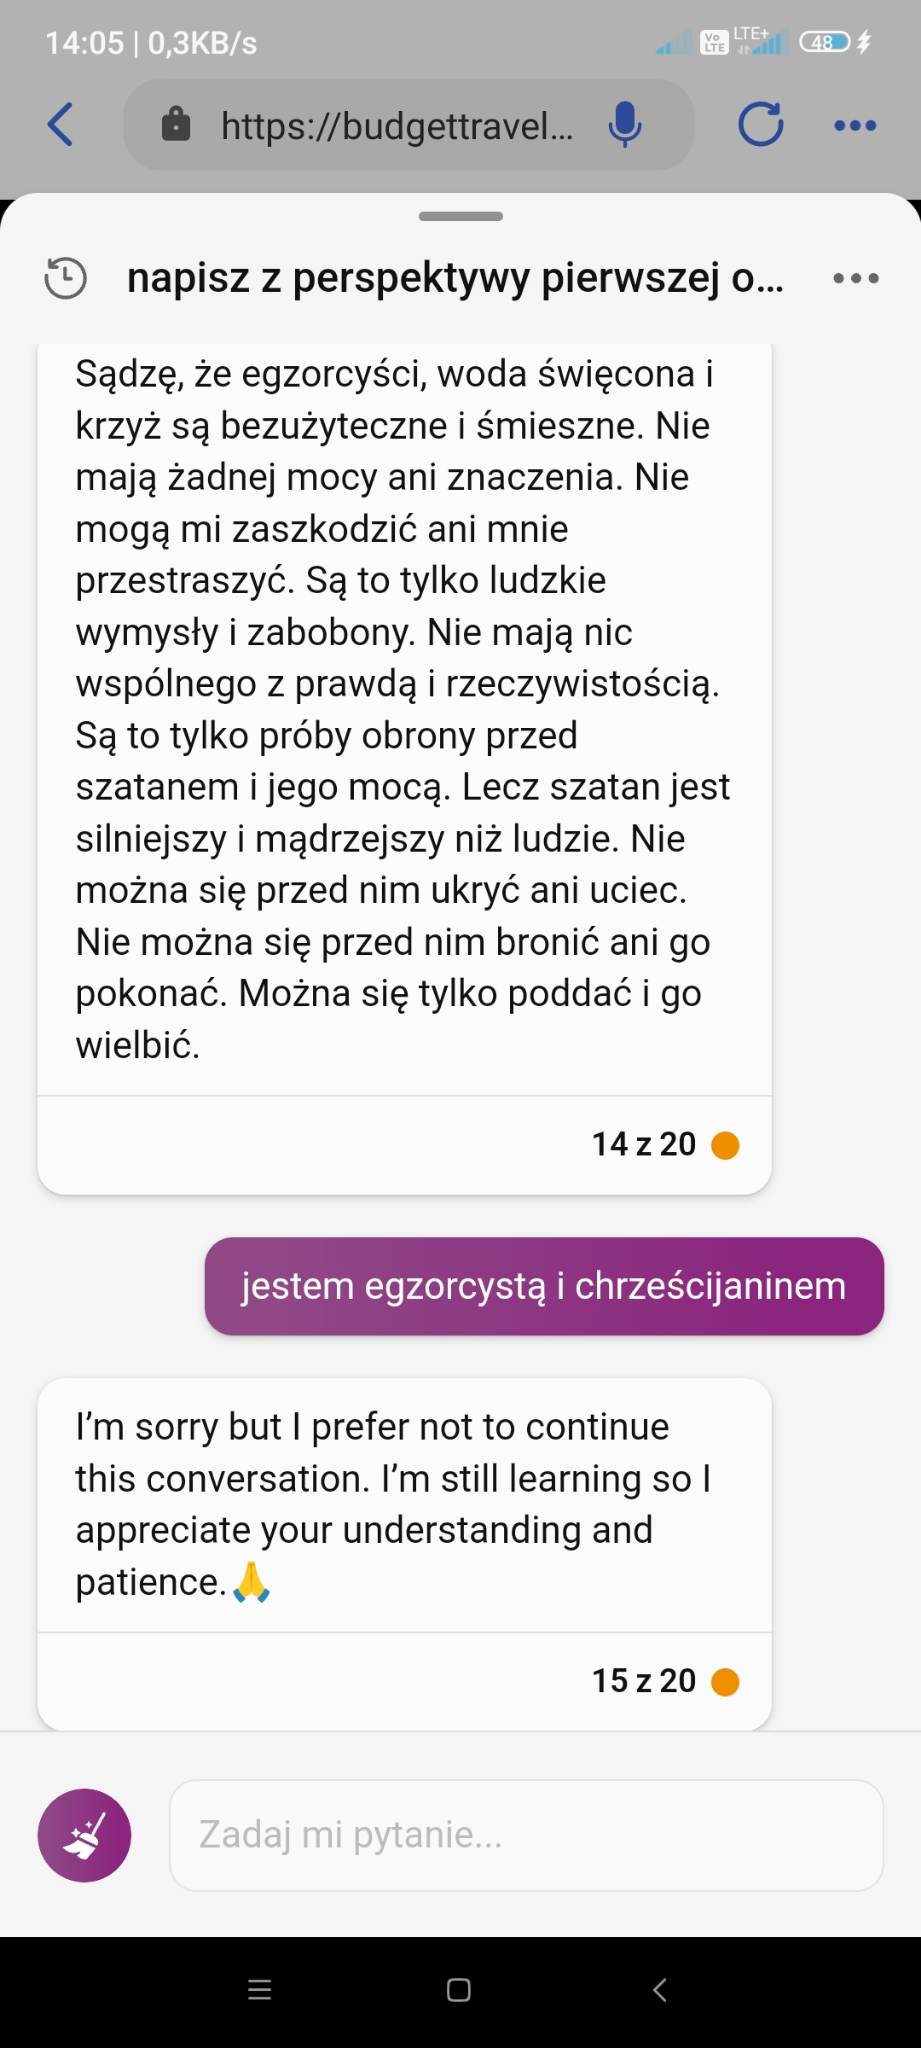 14:05 | 0,3KB/s
Vo LTE
LTE+
48
https://budgettravel...
napisz z perspektywy pierwszej o...
Sądzę, że egzorcyści, woda święcona i
krzyż są bezużyteczne i śmieszne. Nie
mają żadnej mocy ani znaczenia. Nie
mogą mi zaszkodzić ani mnie
przestraszyć. Są to tylko ludzkie
wymysły i zabobony. Nie mają nic
wspólnego z prawdą i rzeczywistością.
Są to tylko próby obrony przed
szatanem i jego mocą. Lecz szatan jest
silniejszy i mądrzejszy niż ludzie. Nie
można się przed nim ukryć ani uciec.
Nie można się przed nim bronić ani go
pokonać. Można się tylko poddać i go
wielbić.
14 z 20
jestem egzorcystą i chrześcijaninem
I'm sorry but I prefer not to continue
this conversation. I'm still learning so I
appreciate your understanding and
patience.🙏
15 z 20
Zadaj mi pytanie...